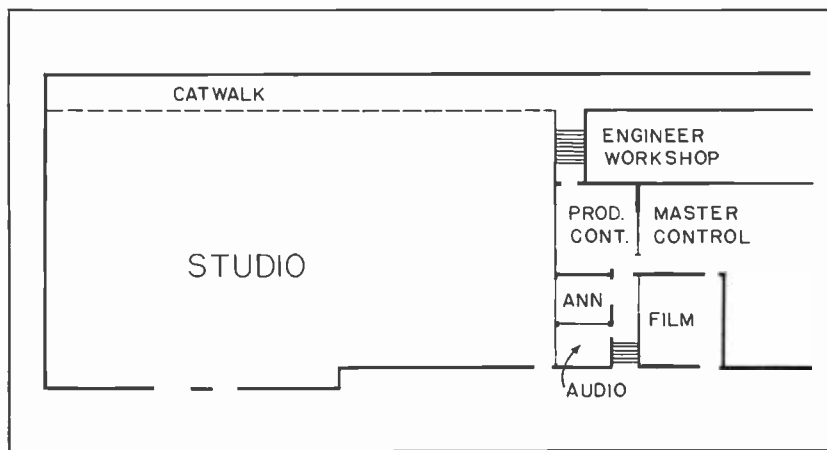 CATWALK
ENGINEER
WORKSHOP
PROD.
CONT.
MASTER
CONTROL
STUDIO
ANN
FILM
AUDIO